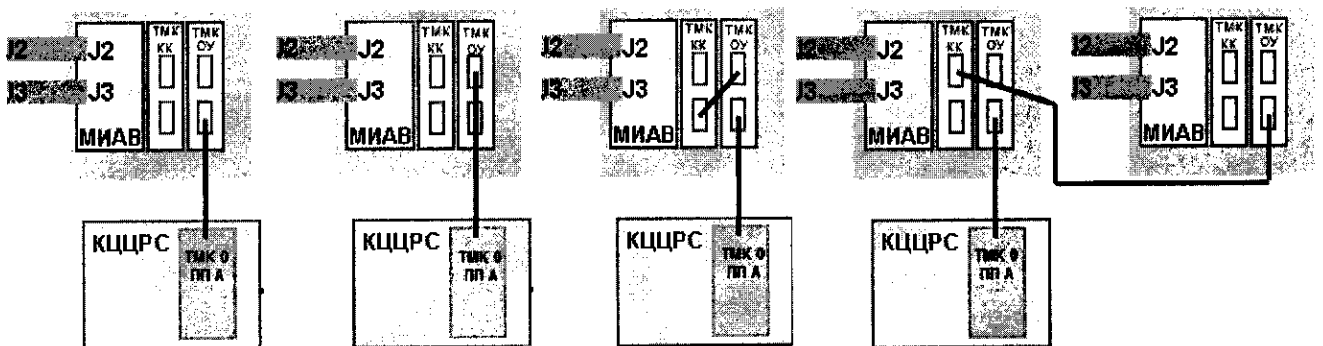 ТМК ТМК
КК ОУ
J2 J2
J3 J3
МИАВ
КЦЦРС
ТМК 0
ПП А
ТМК ТМК
КК ОУ
J2 J2
J3 J3
МИАВ
КЦЦРС
ТМК 0
ПП А
ТМК ТМК
КК ОУ
J2 J2
J3 J3
МИАВ
КЦЦРС
ТМК 0
ПП А
ТМК ТМК
КК ОУ
J2 J2
J3 J3
МИАВ
КЦЦРС
ТМК 0
ПП А
ТМК ТМК
КК ОУ
J2 J2
J3 J3
МИАВ